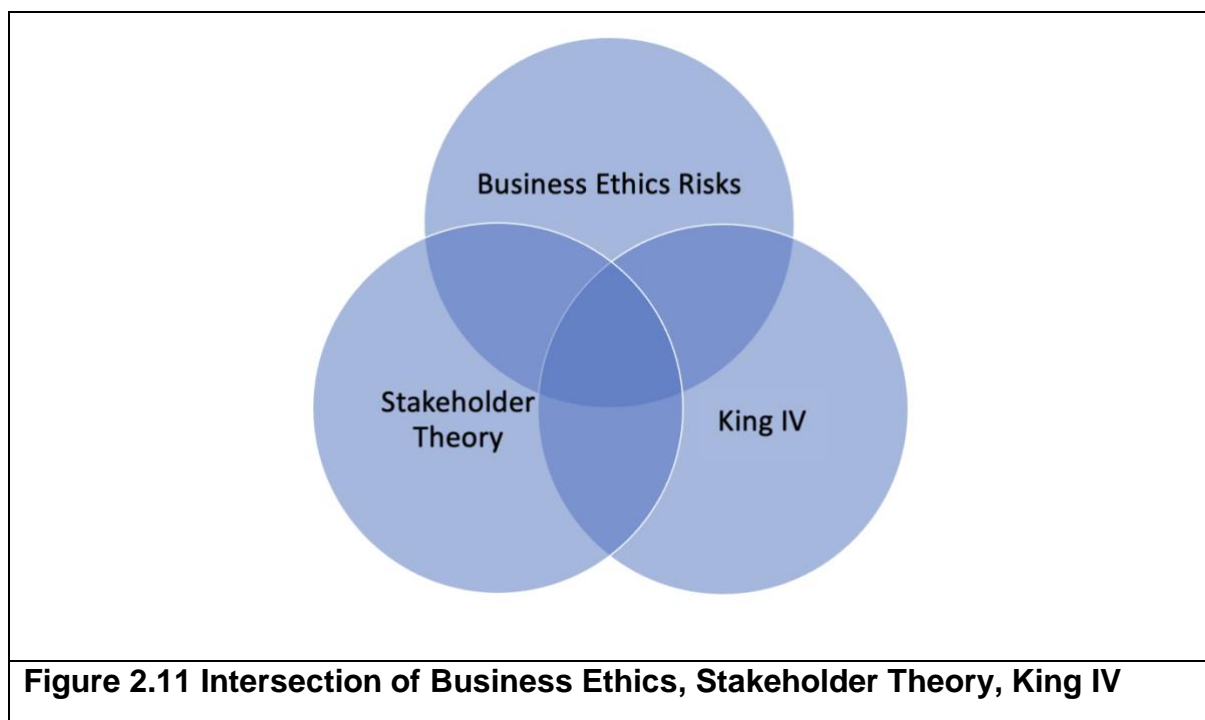 Business Ethics Risks
Stakeholder
Theory
King IV
Figure 2.11 Intersection of Business Ethics, Stakeholder Theory, King IV